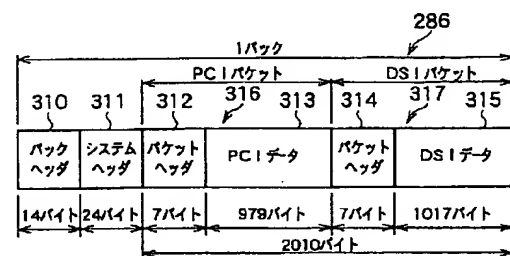 286
1パック
PCIパケット
DSIパケット
310 311 312 316 313 314 317 315
パック
ヘッダ
システム
ヘッダ
パケット
ヘッダ
PCIデータ
パケット
ヘッダ
DSIデータ
14バイト
24バイト
7バイト
979バイト
7バイト
1017バイト
2010バイト